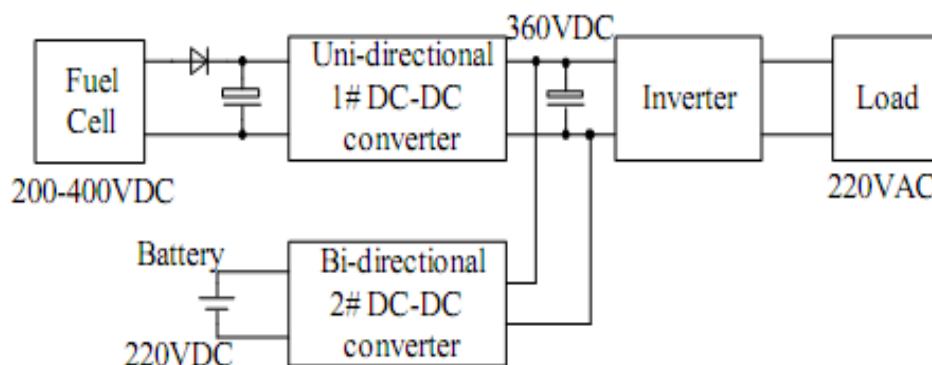 360VDC
Fuel
Cell
200-400VDC
Uni-directional
1# DC-DC
converter
Inverter
Load
220VAC
Battery
220VDC
Bi-directional
2# DC-DC
converter